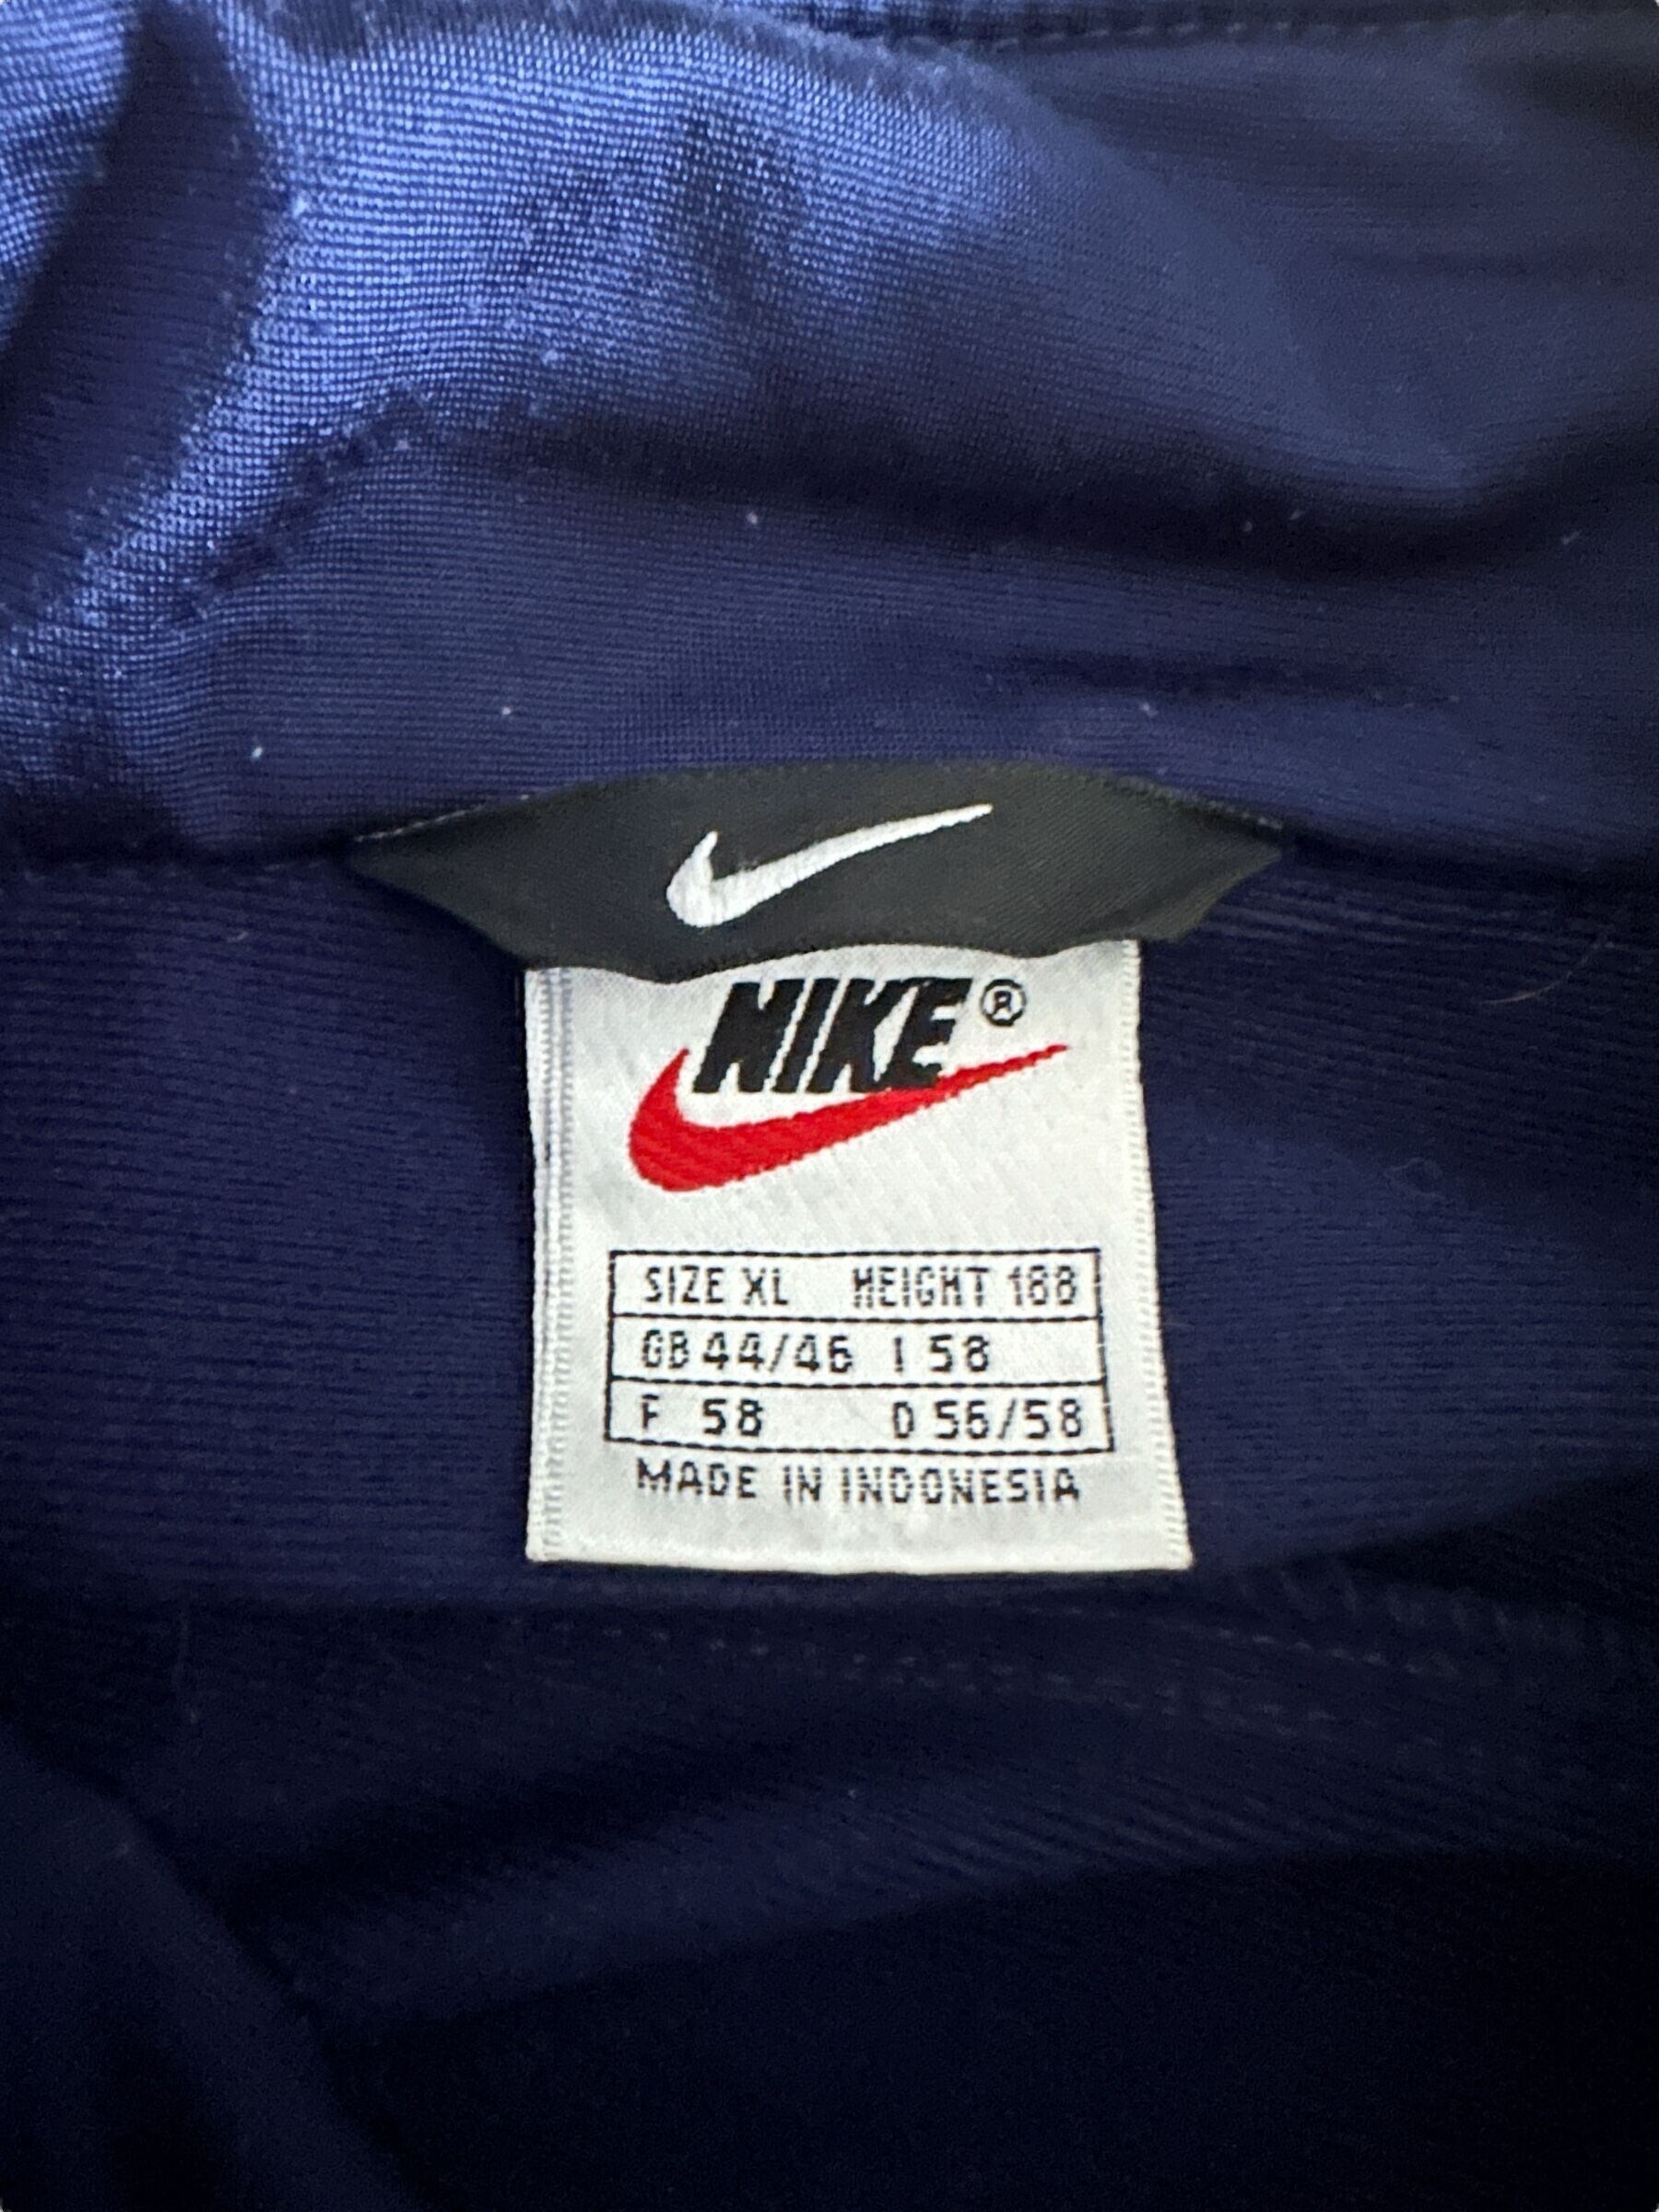 NIKE®
SIZE XL HEIGHT 188
GB 44/46 I 58
F 58 D 56/58
MADE IN INDONESIA